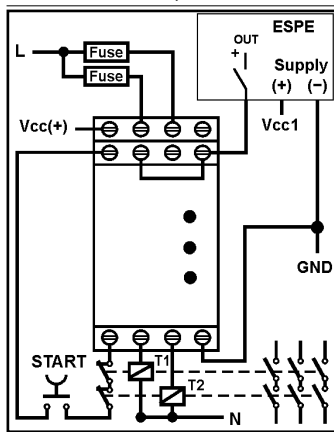 ESPE
OUT
+
L
Fuse
Supply
Fuse
(+) (−)
Vcc(+)
Vcc1
GND
START
T1
T2
N